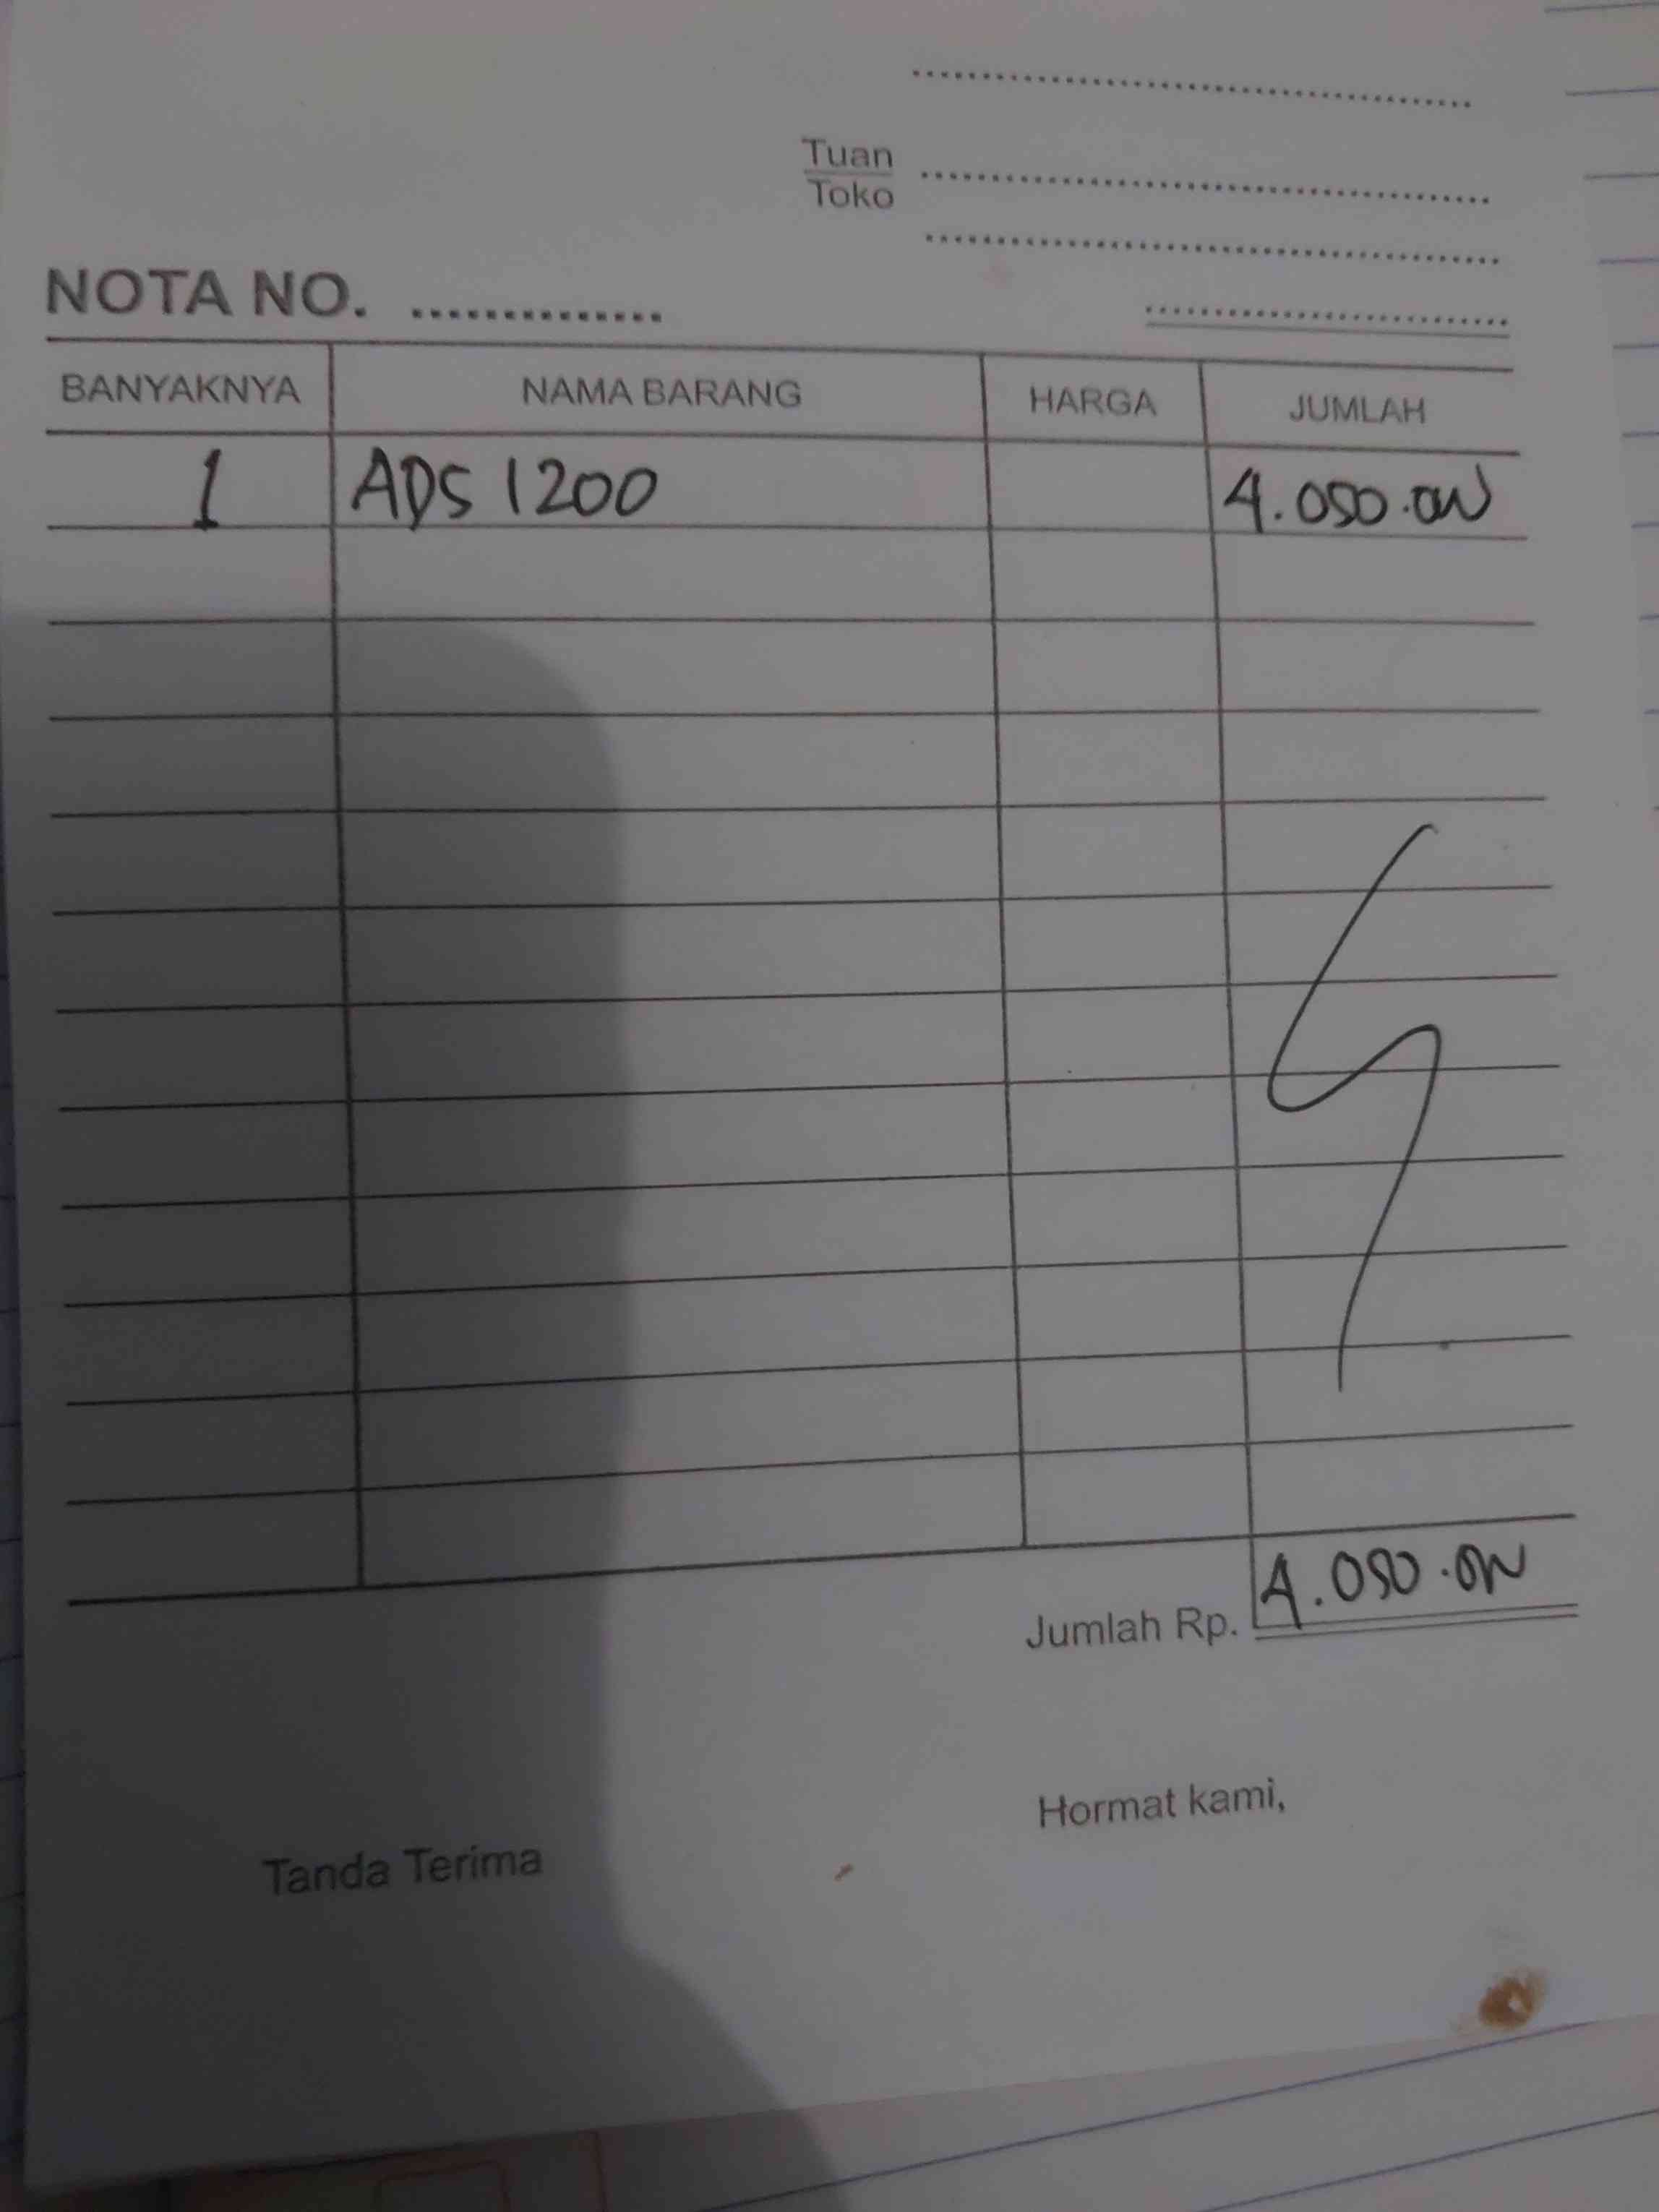 Tuan
Toko
NOTA NO. ..............
BANYAKNYA NAMA BARANG HARGA JUMLAH
1 ADS 1200 4.050.000
Jumlah Rp. 4.050.000
Hormat kami,
Tanda Terima